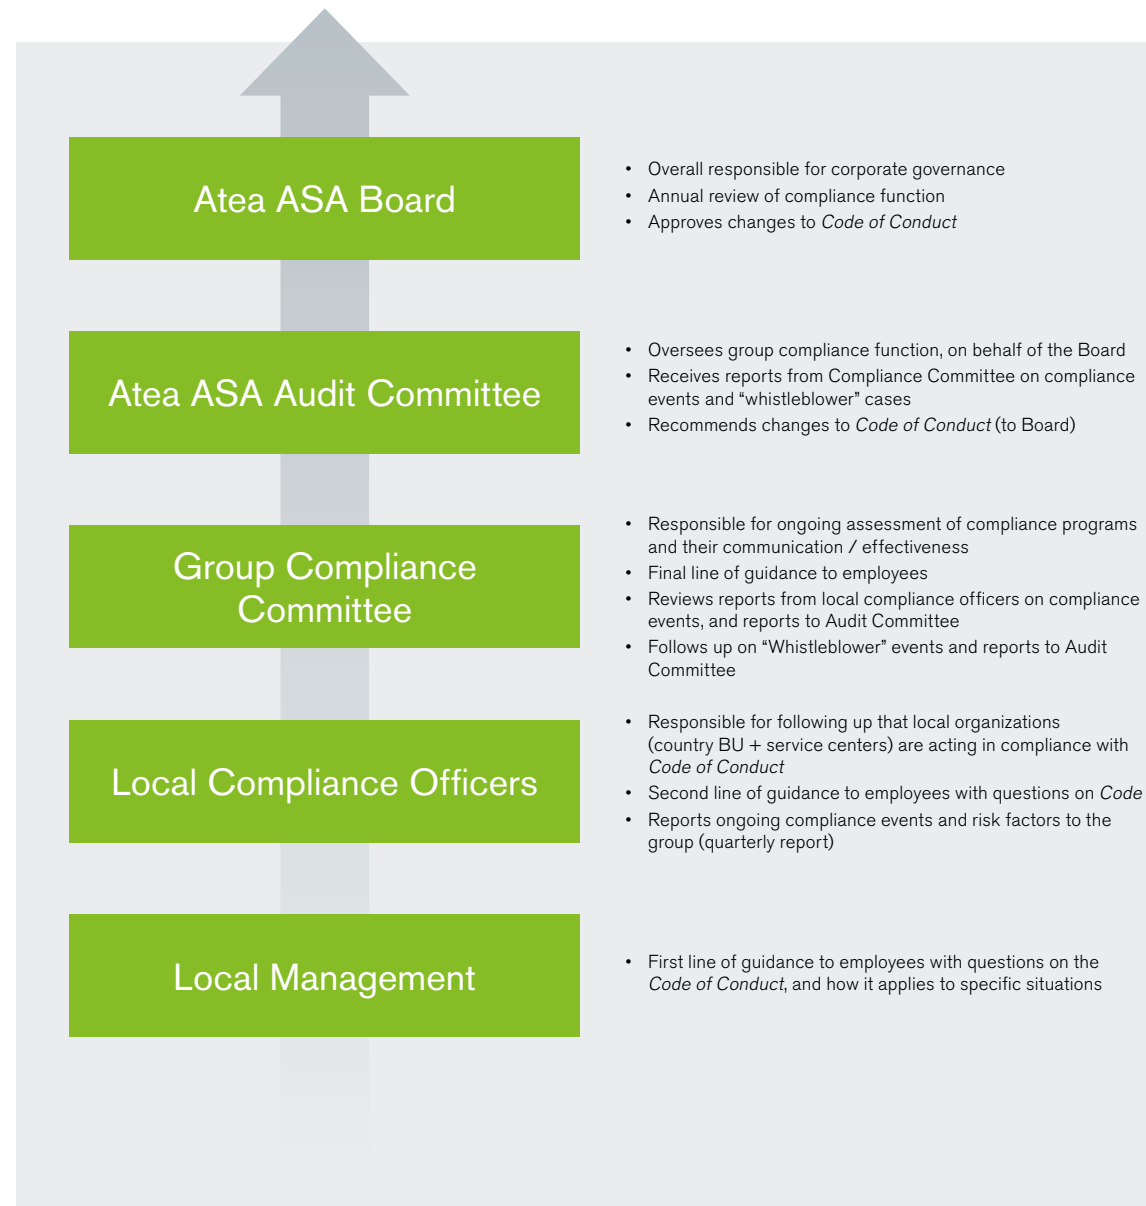 Atea ASA Board
• Overall responsible for corporate governance
• Annual review of compliance function
• Approves changes to Code of Conduct
Atea ASA Audit Committee
• Oversees group compliance function, on behalf of the Board
• Receives reports from Compliance Committee on compliance
events and “whistleblower” cases
• Recommends changes to Code of Conduct (to Board)
Group Compliance
Committee
• Responsible for ongoing assessment of compliance programs
and their communication / effectiveness
• Final line of guidance to employees
• Reviews reports from local compliance officers on compliance
events, and reports to Audit Committee
• Follows up on “Whistleblower” events and reports to Audit
Committee
Local Compliance Officers
• Responsible for following up that local organizations
(country BU + service centers) are acting in compliance with
Code of Conduct
• Second line of guidance to employees with questions on Code
• Reports ongoing compliance events and risk factors to the
group (quarterly report)
Local Management
• First line of guidance to employees with questions on the
Code of Conduct, and how it applies to specific situations